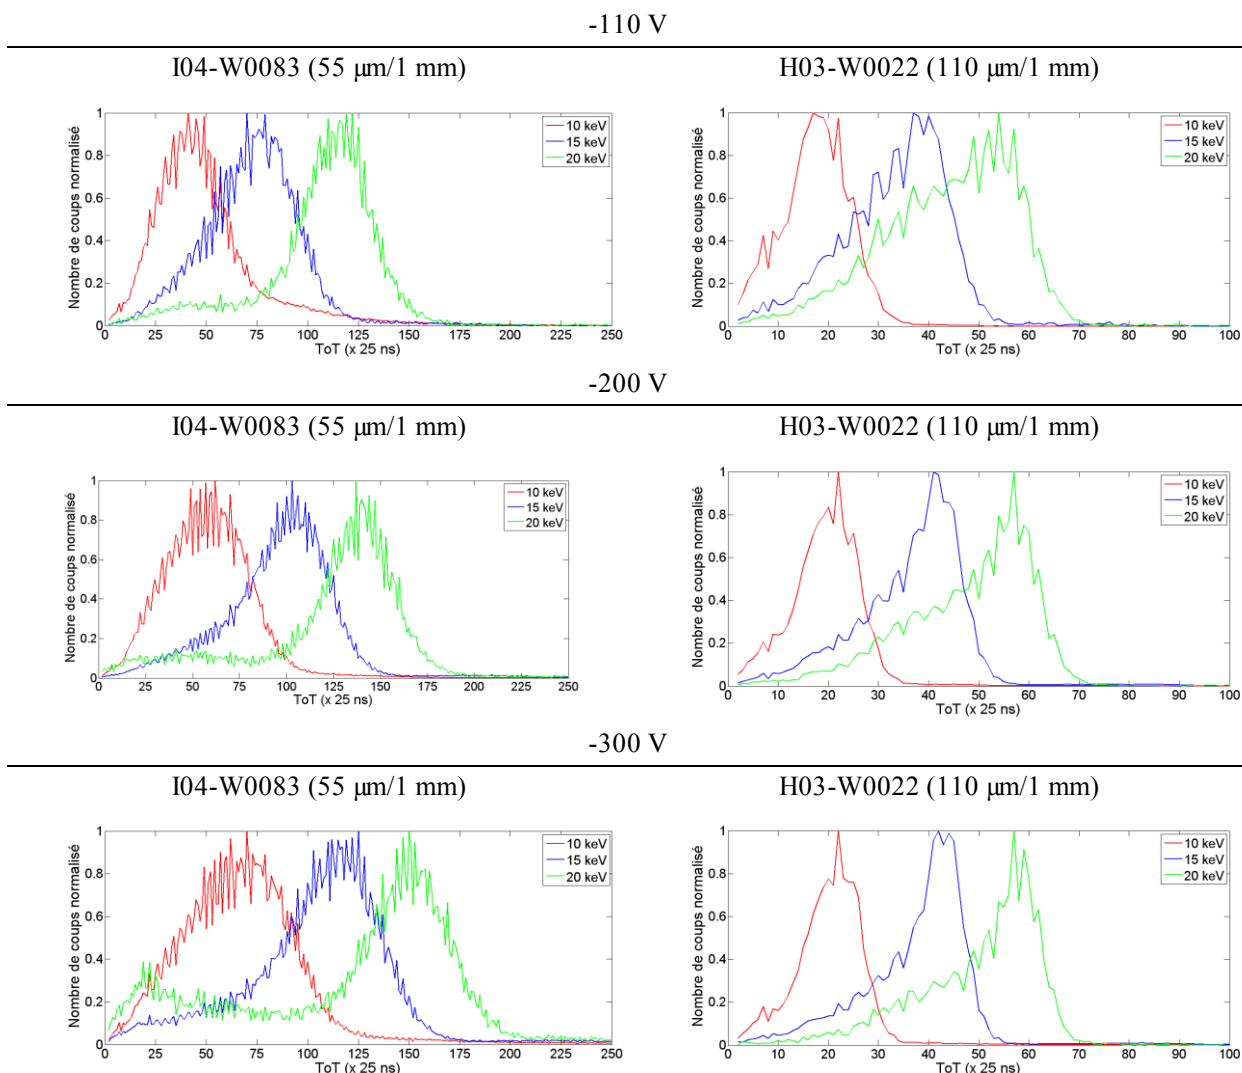 -110 V
I04-W0083 (55 μm/1 mm)
H03-W0022 (110 μm/1 mm)
Nombre de coups normalisé
1
0.8
0.6
0.4
0.2
0
0 25 50 75 100 125 150 175 200 225 250
ToT (x 25 ns)
10 keV
15 keV
20 keV
Nombre de coups normalisé
1
0.8
0.6
0.4
0.2
0
0 10 20 30 40 50 60 70 80 90 100
ToT (x 25 ns)
10 keV
15 keV
20 keV
-200 V
I04-W0083 (55 μm/1 mm)
H03-W0022 (110 μm/1 mm)
Nombre de coups normalisé
1
0.8
0.6
0.4
0.2
0
0 25 50 75 100 125 150 175 200 225 250
ToT (x 25 ns)
10 keV
15 keV
20 keV
Nombre de coups normalisé
1
0.8
0.6
0.4
0.2
0
0 10 20 30 40 50 60 70 80 90 100
ToT (x 25 ns)
10 keV
15 keV
20 keV
-300 V
I04-W0083 (55 μm/1 mm)
H03-W0022 (110 μm/1 mm)
Nombre de coups normalisé
1
0.8
0.6
0.4
0.2
0
0 25 50 75 100 125 150 175 200 225 250
ToT (x 25 ns)
10 keV
15 keV
20 keV
Nombre de coups normalisé
1
0.8
0.6
0.4
0.2
0
0 10 20 30 40 50 60 70 80 90 100
ToT (x 25 ns)
10 keV
15 keV
20 keV